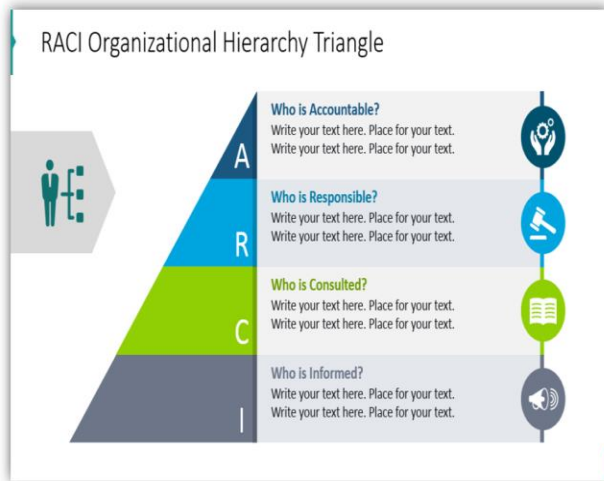 RACI Organizational Hierarchy Triangle
A
Who is Accountable?
Write your text here. Place for your text.
Write your text here. Place for your text.
R
Who is Responsible?
Write your text here. Place for your text.
Write your text here. Place for your text.
C
Who is Consulted?
Write your text here. Place for your text.
Write your text here. Place for your text.
I
Who is Informed?
Write your text here. Place for your text.
Write your text here. Place for your text.